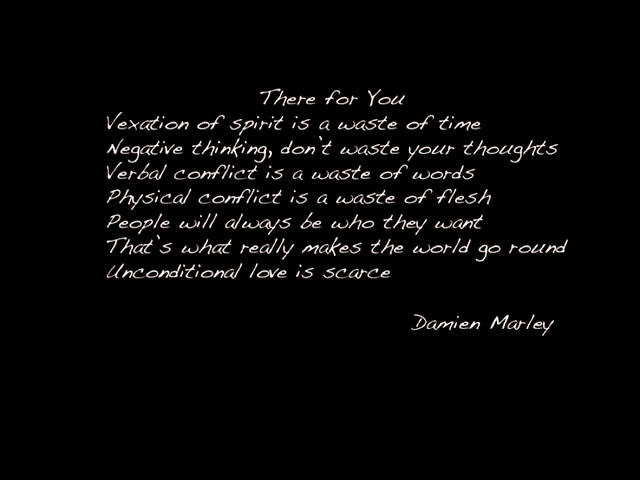 There for You
Vexation of spirit is a waste of time
Negative thinking, don't waste your thoughts
Verbal conflict is a waste of words
Physical conflict is a waste of flesh
People will always be who they want
That's what really makes the world go round
Unconditional love is scarce
Damien Marley